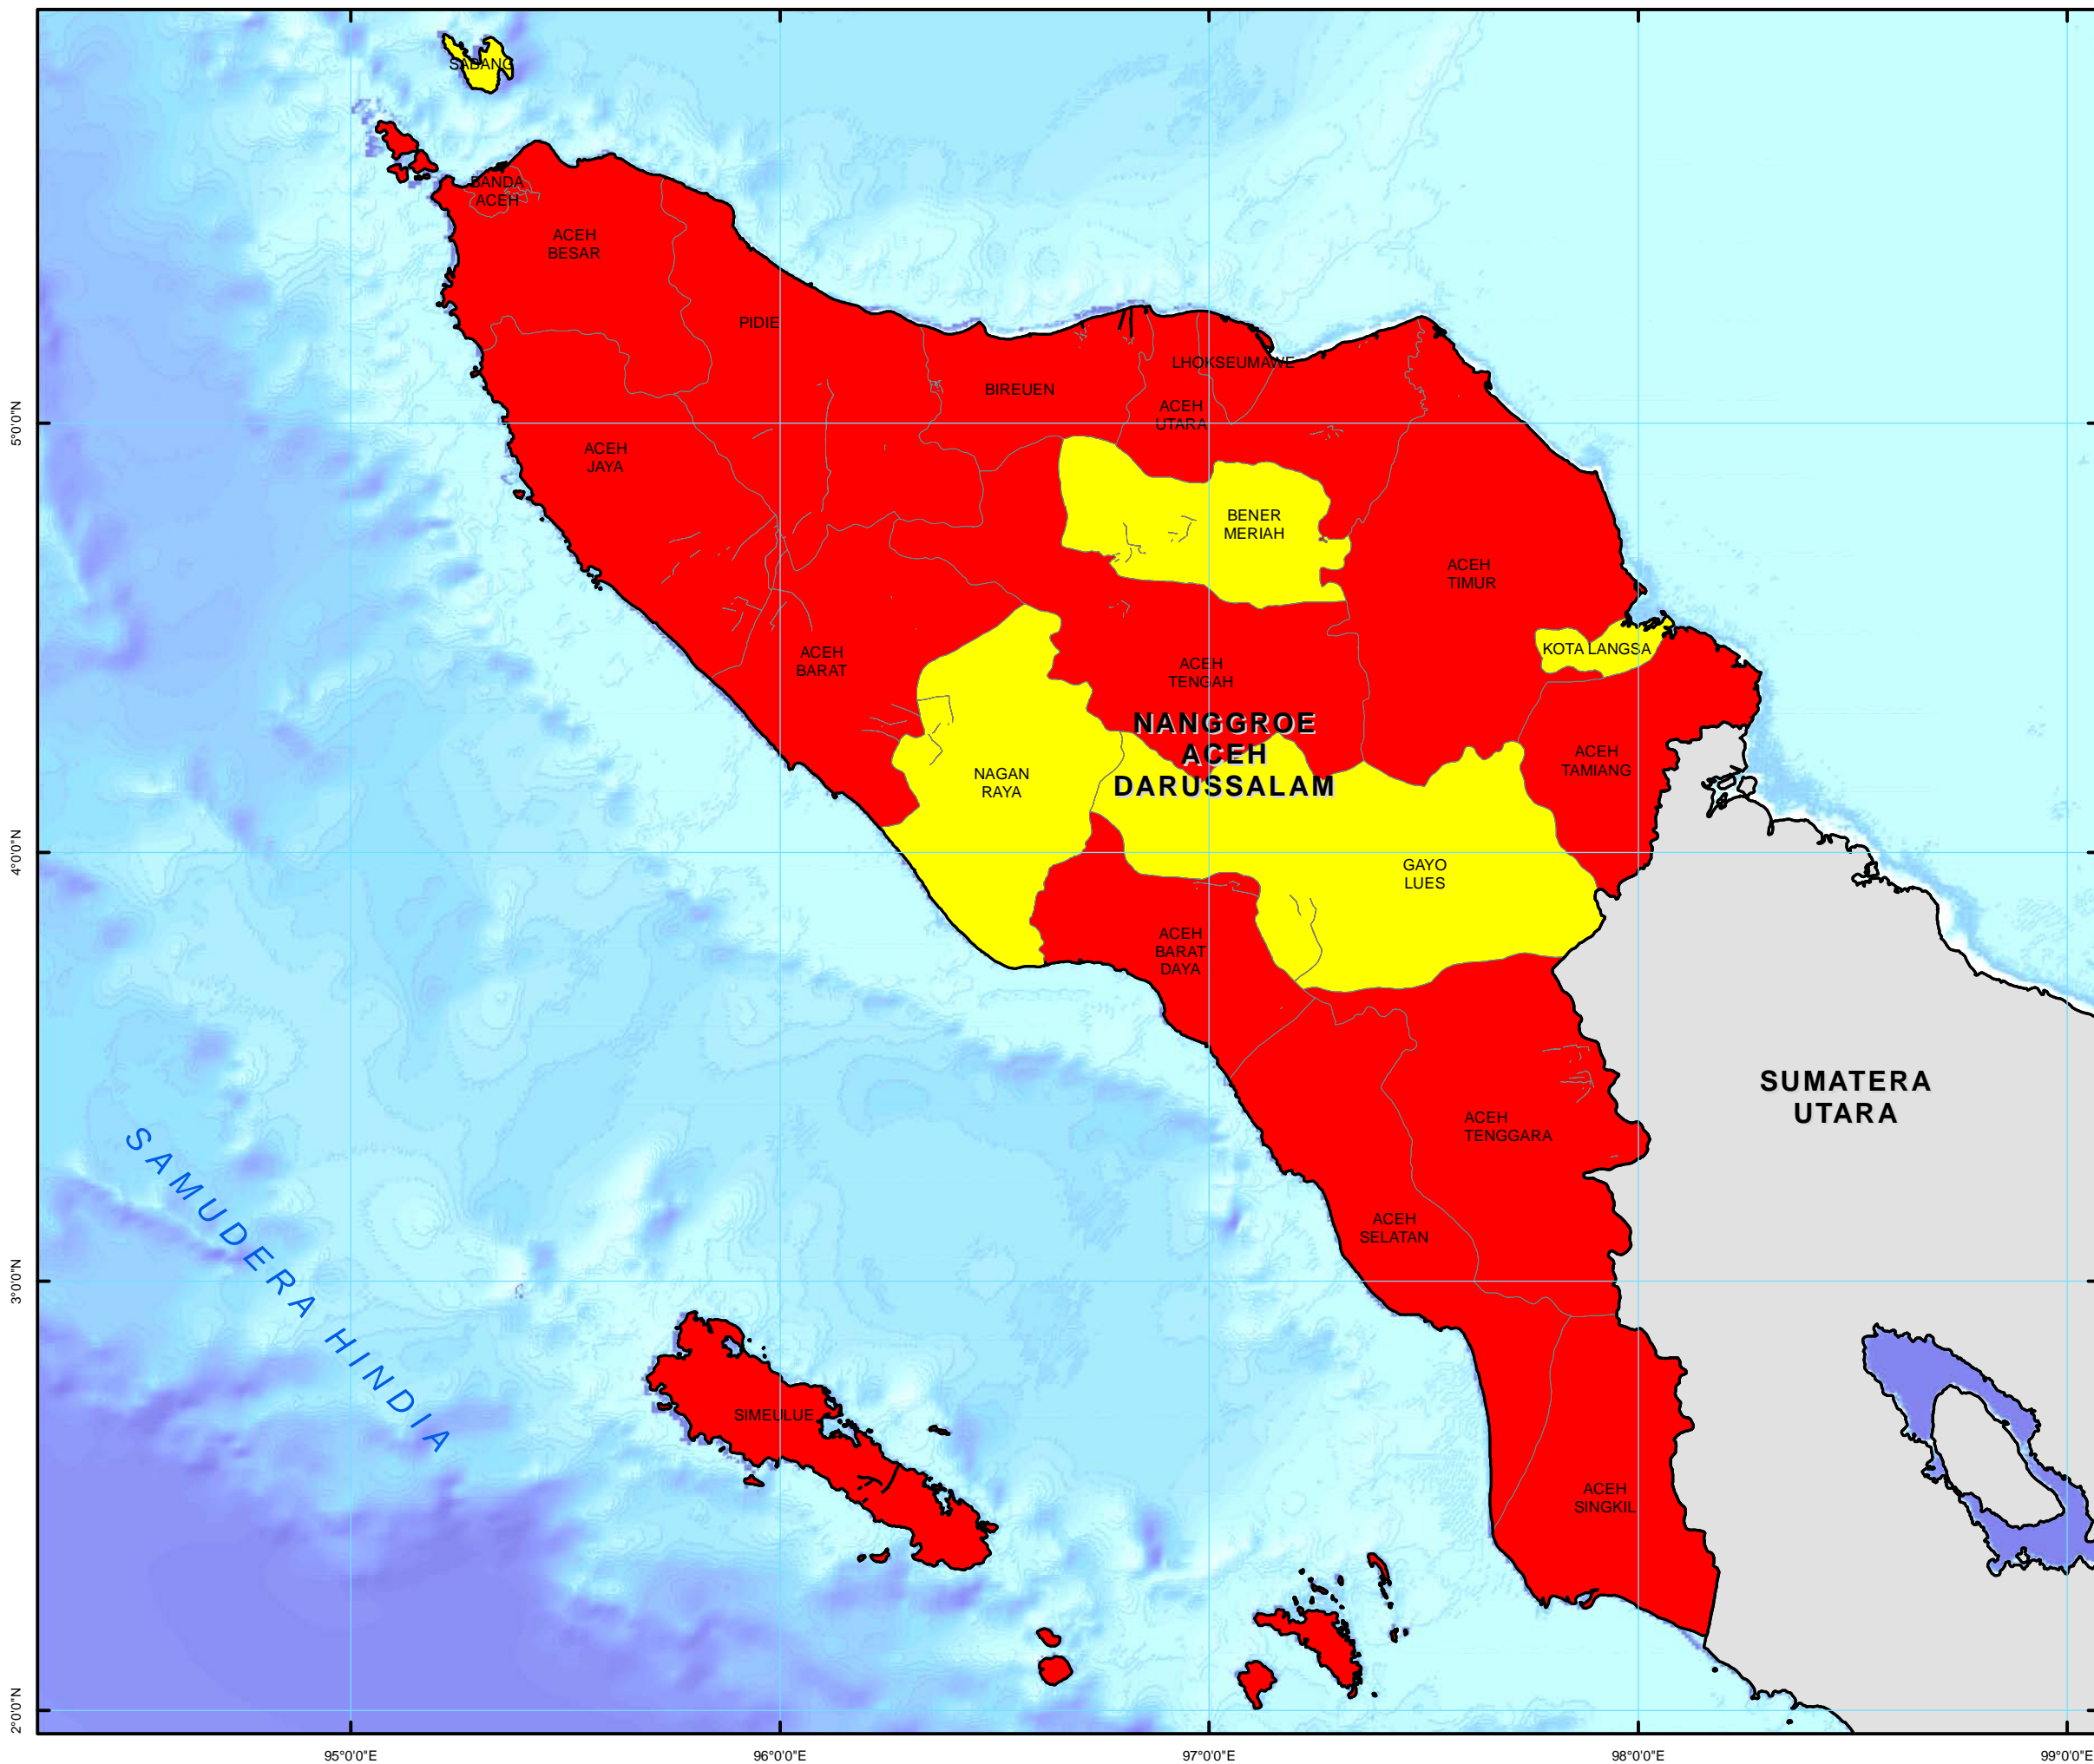 SABANG
BANDA
ACEH
ACEH
BESAR
PIDIE
LHOKSEUMAWE
BIREUEN
ACEH
UTARA
5°0'0"N
ACEH
JAYA
BENER
MERIAH
ACEH
TIMUR
KOTA LANGSA
ACEH
BARAT
ACEH
TENGAH
NANGGROE
ACEH
DARUSSALAM
ACEH
TAMIANG
NAGAN
RAYA
4°0'0"N
GAYO
LUES
ACEH
BARAT
DAYA
SUMATERA
UTARA
ACEH
TENGGARA
SAMUDERA HINDIA
ACEH
SELATAN
3°0'0"N
SIMEULUE
ACEH
SINGKIL
2°0'0"N
95°0'0"E
96°0'0"E
97°0'0"E
98°0'0"E
99°0'0"E